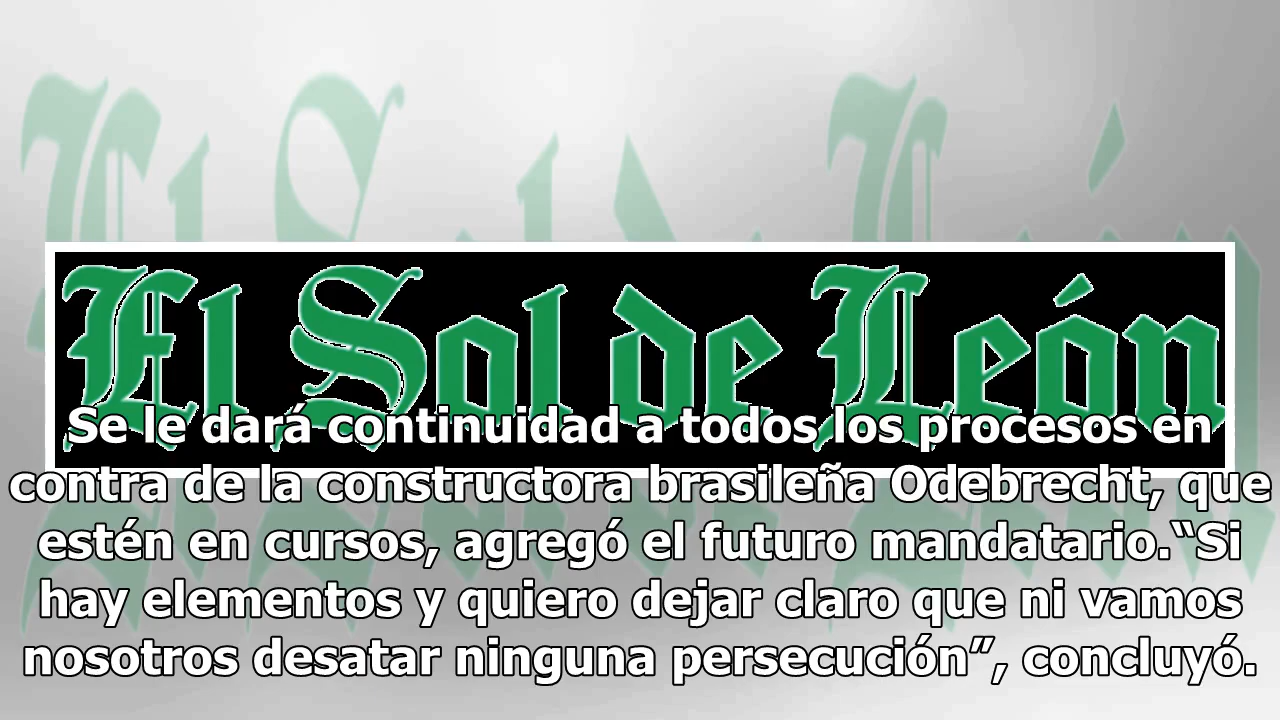 El Sol de León
Se le dará continuidad a todos los procesos en
contra de la constructora brasileña Odebrecht, que
estén en cursos, agregó el futuro mandatario.“Si
hay elementos y quiero dejar claro que ni vamos
nosotros desatar ninguna persecución”, concluyó.